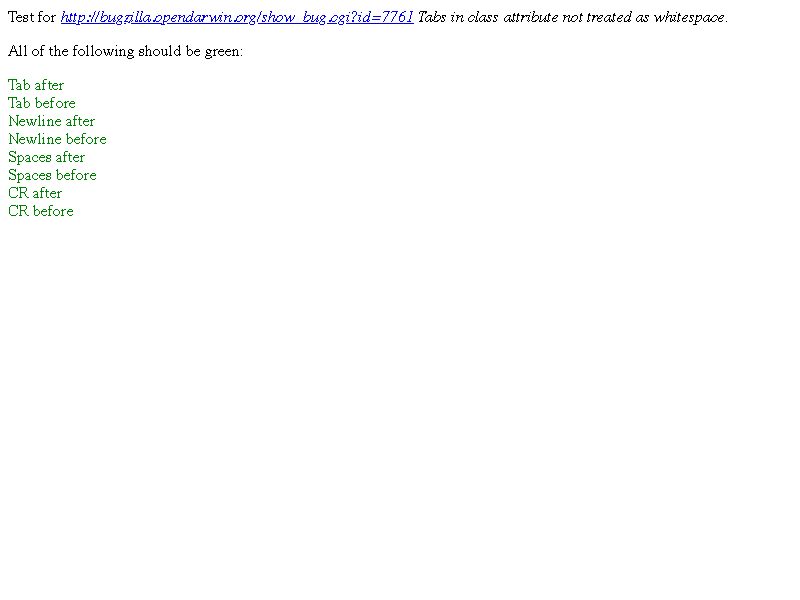 Test for http://bugzilla.opendarwin.org/show_bug.cgi?id=7761 Tabs in class attribute not treated as whitespace.
All of the following should be green:
Tab after
Tab before
Newline after
Newline before
Spaces after
Spaces before
CR after
CR before